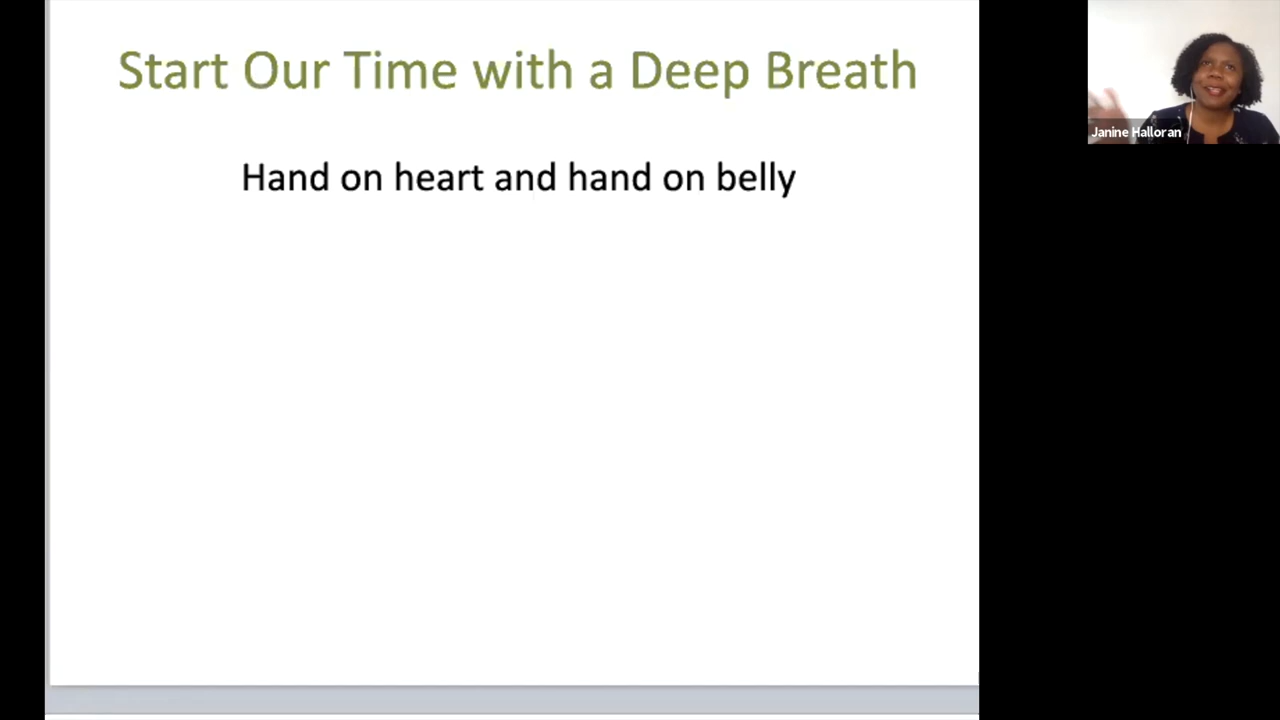 Start Our Time with a Deep Breath
Hand on heart and hand on belly
Janine Halloran